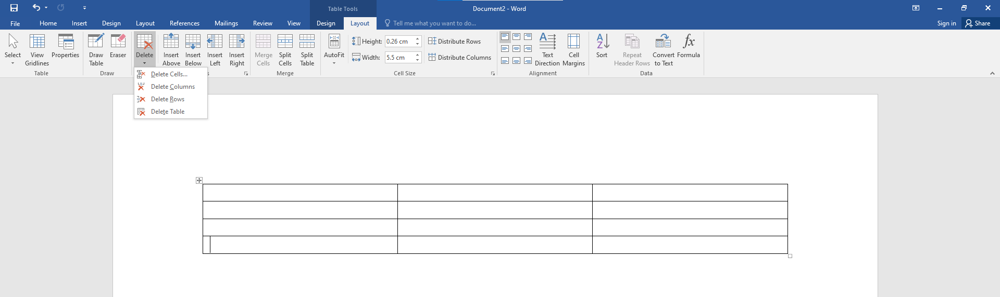 Table Tools
Document2 - Word
File Home Insert Design Layout References Mailings Review View Design Layout Tell me what you want to do...
Sign in Share
Select
View Gridlines
Properties
Table
Draw Table
Eraser
Draw
Delete
Insert Above
Insert Below
Insert Left
Insert Right
s
Merge Cells
Split Cells
Split Table
Merge
AutoFit
Height: 0.26 cm
Width: 5.5 cm
Distribute Rows
Distribute Columns
Cell Size
Text Direction
Cell Margins
Alignment
Sort
Repeat Header Rows
Convert to Text
Formula
Data
Delete Cells...
Delete Columns
Delete Rows
Delete Table